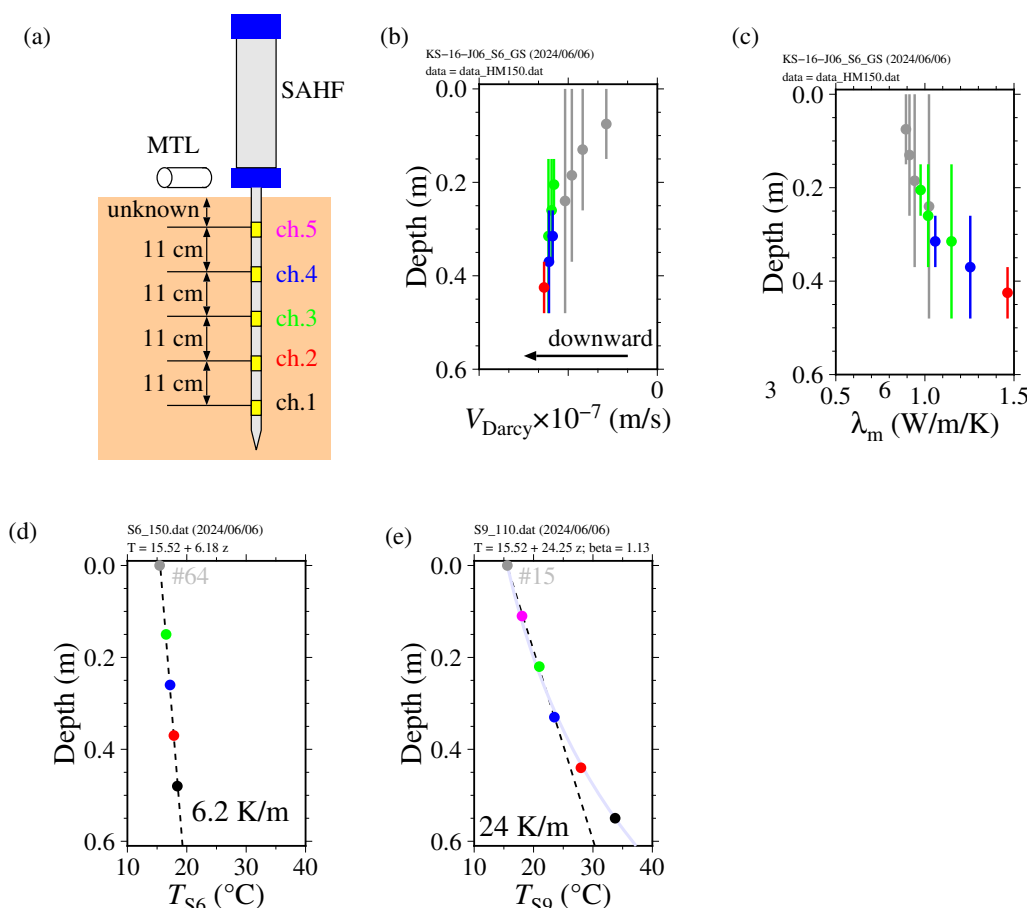 (a)
SAHF
MTL
unknown
ch.5
11 cm
ch.4
11 cm
ch.3
11 cm
ch.2
11 cm
ch.1
(b)
KS−16−J06_S6_GS (2024/06/06)
data = data_HM150.dat
0.0
0.2
0.4
0.6
Depth (m)
downward
0
V_Darcy×10⁻⁷ (m/s)
(c)
KS−16−J06_S6_GS (2024/06/06)
data = data_HM150.dat
0.0
0.2
0.4
0.6
Depth (m)
3 0.5 6 1.0 1.5
λm (W/m/K)
(d)
S6_150.dat (2024/06/06)
T = 15.52 + 6.18 z
0.0
0.2
0.4
0.6
Depth (m)
#64
6.2 K/m
10 20 30 40
T_S6 (°C)
(e)
S9_110.dat (2024/06/06)
T = 15.52 + 24.25 z; beta = 1.13
0.0
0.2
0.4
0.6
Depth (m)
#15
24 K/m
10 20 30 40
T_S9 (°C)